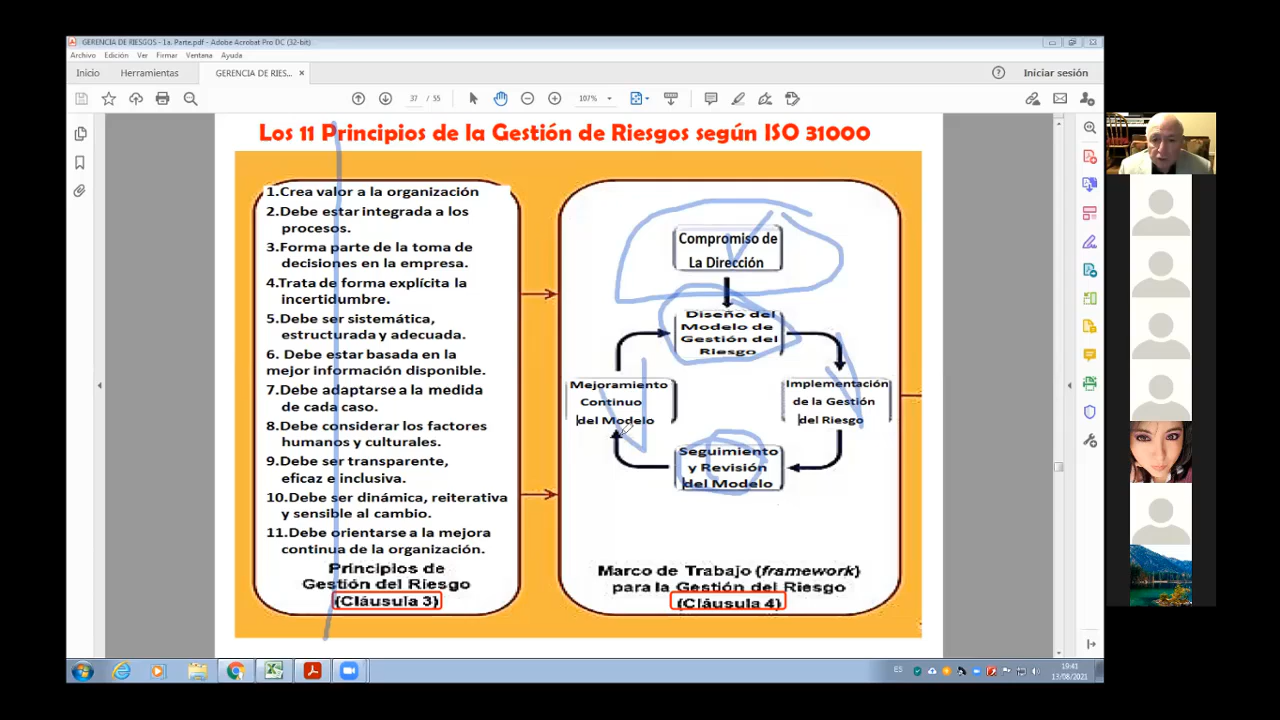 GERENCIA DE RIESGOS - 1a. Parte.pdf - Adobe Acrobat Pro DC (32-bit)
Archivo Edición Ver Firmar Ventana Ayuda
Inicio Herramientas GERENCIA DE RIES... × Iniciar sesión
37 / 55 107%
Los 11 Principios de la Gestión de Riesgos según ISO 31000
1.Crea valor a la organización
2.Debe estar integrada a los
procesos.
3.Forma parte de la toma de
decisiones en la empresa.
4.Trata de forma explícita la
incertidumbre.
5.Debe ser sistemática,
estructurada y adecuada.
6. Debe estar basada en la
mejor información disponible.
7.Debe adaptarse a la medida
de cada caso.
8.Debe considerar los factores
humanos y culturales.
9.Debe ser transparente,
eficaz e inclusiva.
10.Debe ser dinámica, reiterativa
y sensible al cambio.
11.Debe orientarse a la mejora
continua de la organización.
Principios de
Gestión del Riesgo
(Cláusula 3)
Compromiso de
La Dirección
Diseño del
Modelo de
Gestión del
Riesgo
Mejoramiento
Continuo
del Modelo
Implementación
de la Gestión
del Riesgo
Seguimiento
y Revisión
del Modelo
Marco de Trabajo (framework)
para la Gestión del Riesgo
(Cláusula 4)
ES
19:41
13/08/2021